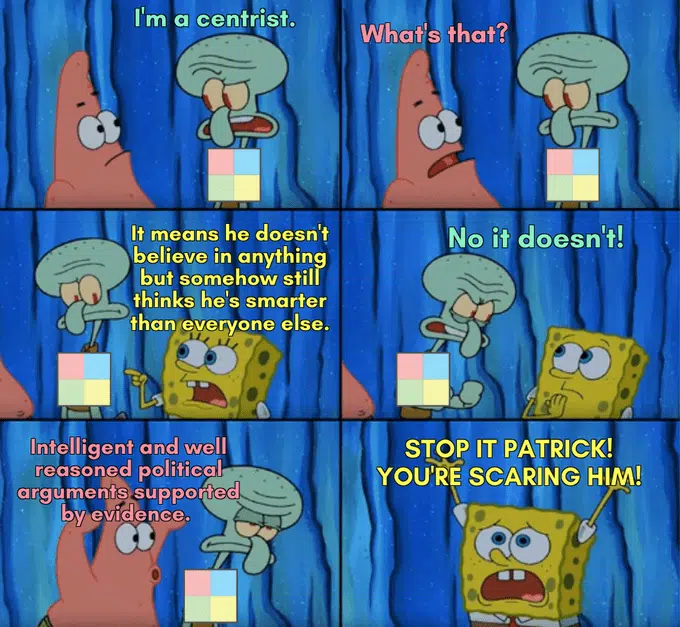 I'm a centrist.
What's that?
It means he doesn't
believe in anything
but somehow still
thinks he's smarter
than everyone else.
No it doesn't!
Intelligent and well
reasoned political
arguments supported
by evidence.
STOP IT PATRICK!
YOU'RE SCARING HIM!